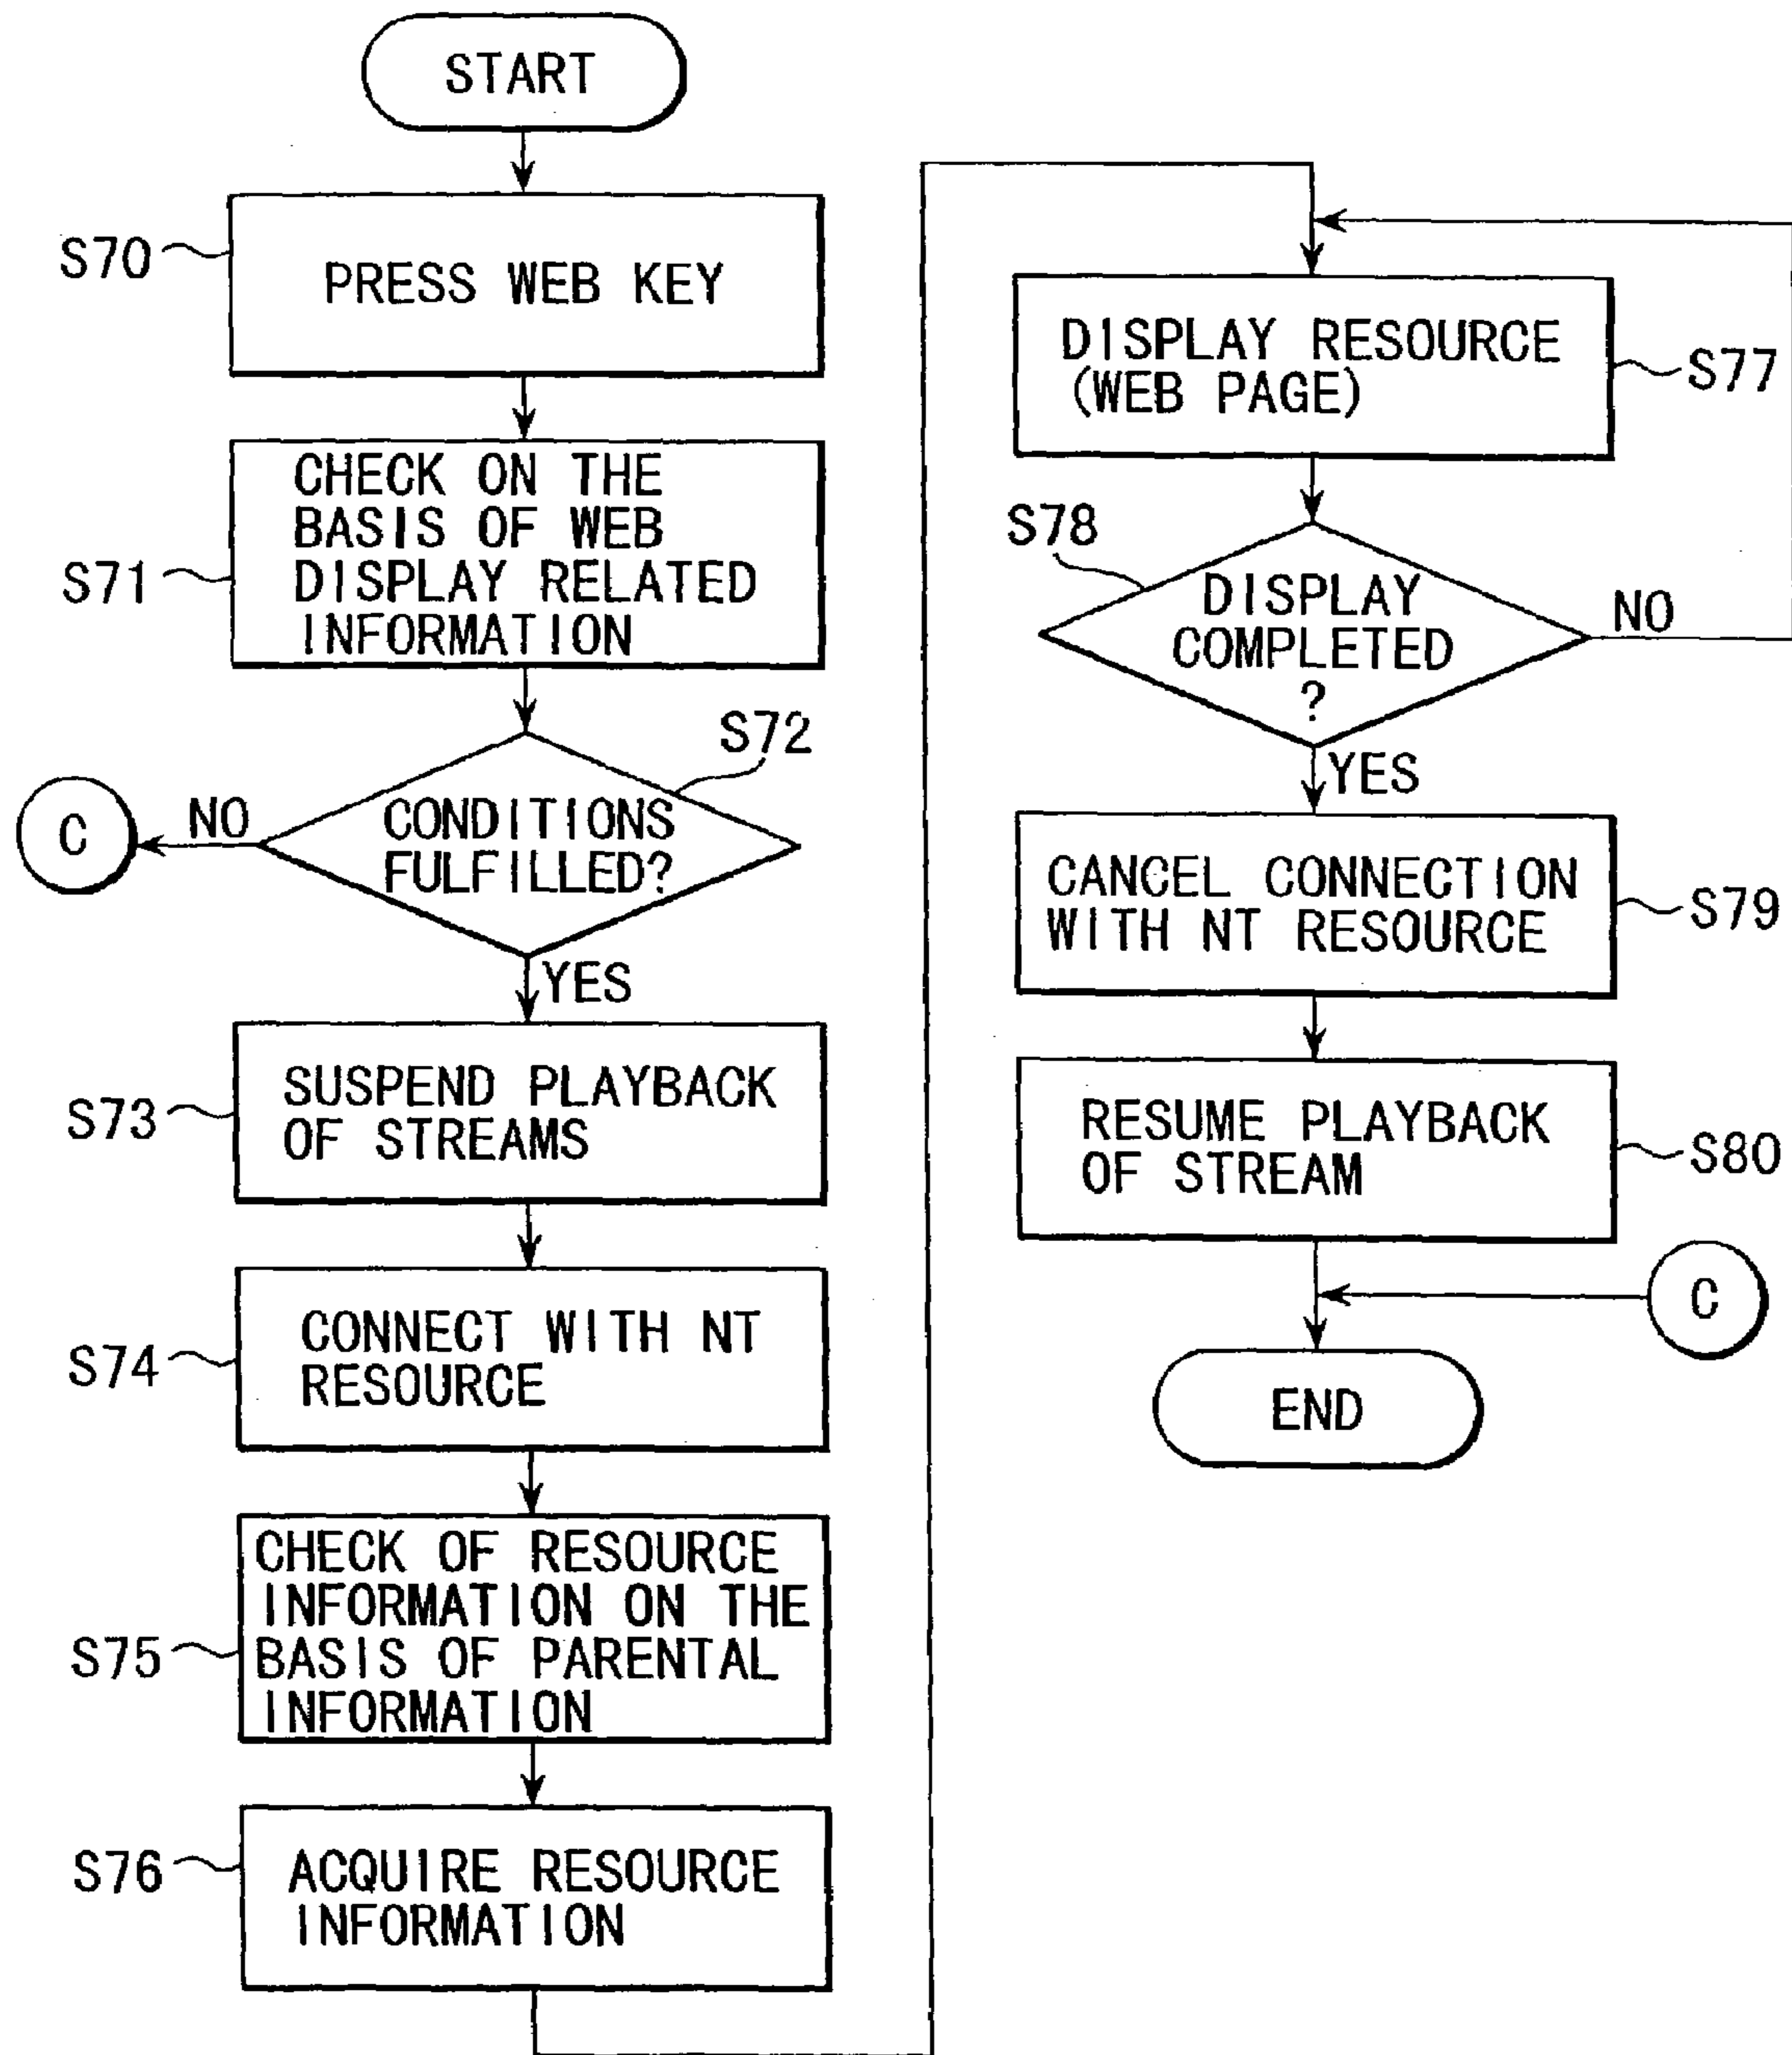 START
S70
PRESS WEB KEY
S71
CHECK ON THE
BASIS OF WEB
DISPLAY RELATED
INFORMATION
S72
CONDITIONS
FULFILLED?
NO
C
YES
S73
SUSPEND PLAYBACK
OF STREAMS
S74
CONNECT WITH NT
RESOURCE
S75
CHECK OF RESOURCE
INFORMATION ON THE
BASIS OF PARENTAL
INFORMATION
S76
ACQUIRE RESOURCE
INFORMATION
DISPLAY RESOURCE
(WEB PAGE)
S77
S78
DISPLAY
COMPLETED
?
NO
YES
CANCEL CONNECTION
WITH NT RESOURCE
S79
RESUME PLAYBACK
OF STREAM
S80
C
END